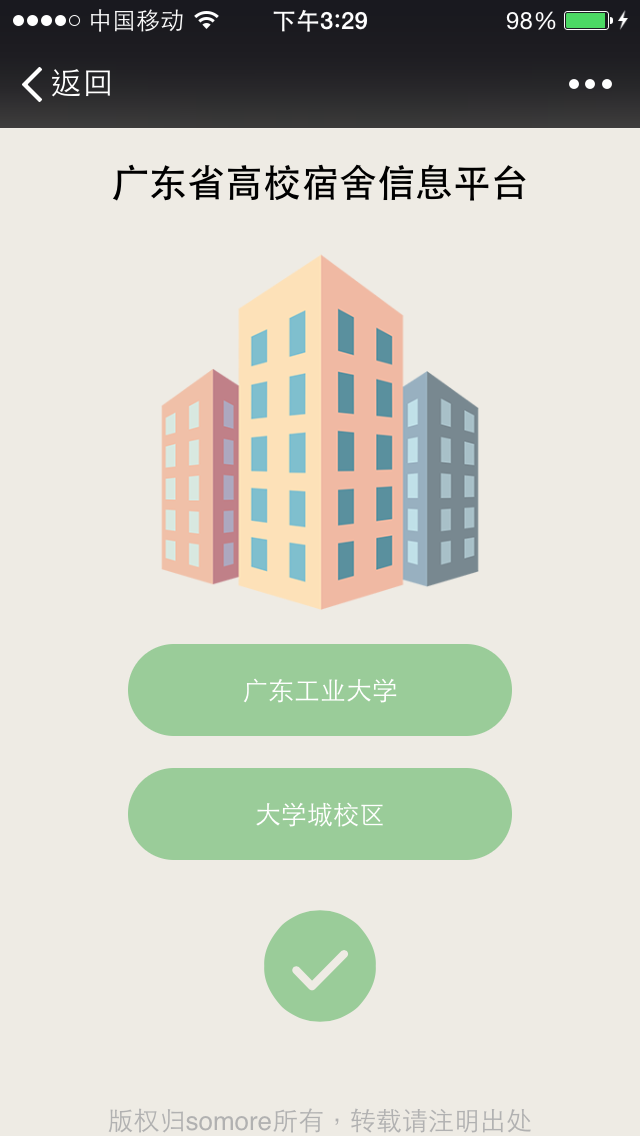 中国移动 下午3:29 98%
返回
广东省高校宿舍信息平台
广东工业大学
大学城校区
版权归somore所有，转载请注明出处